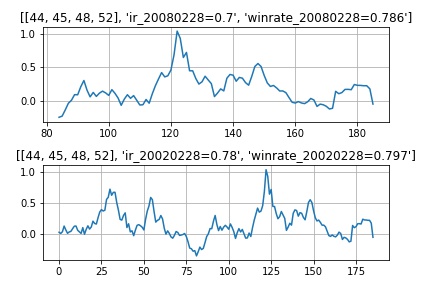 [[44, 45, 48, 52], 'ir_20080228=0.7', 'winrate_20080228=0.786']
1.0
0.5
0.0
80 100 120 140 160 180
[[44, 45, 48, 52], 'ir_20020228=0.78', 'winrate_20020228=0.797']
1.0
0.5
0.0
0 25 50 75 100 125 150 175